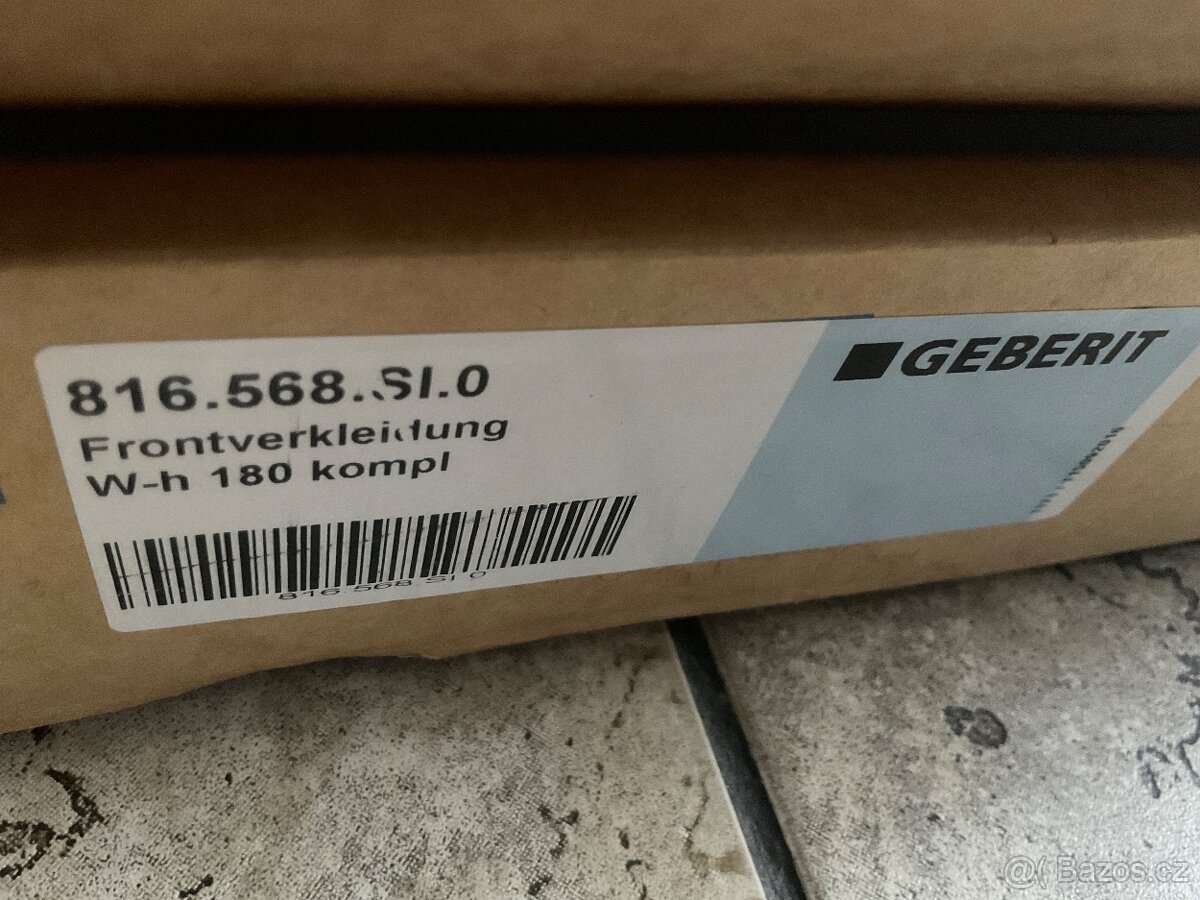 816.568.SI.0
Frontverkleidung
W-h 180 kompl
816 568 SI 0
GEBERIT
@( Bazos.cz